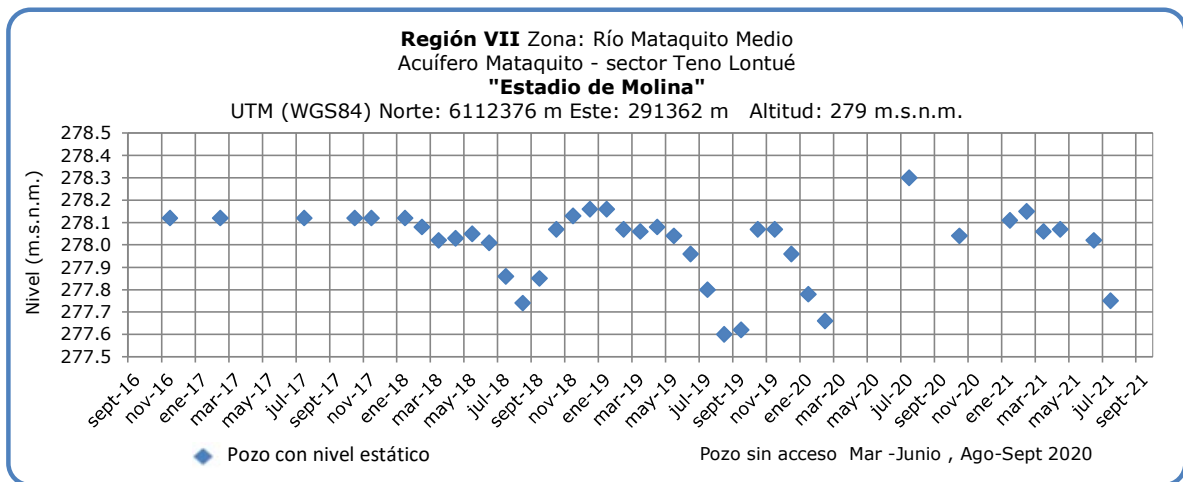 Región VII Zona: Río Mataquito Medio
Acuífero Mataquito - sector Teno Lontué
"Estadio de Molina"
UTM (WGS84) Norte: 6112376 m Este: 291362 m Altitud: 279 m.s.n.m.
Nivel (m.s.n.m.)
278.5
278.4
278.3
278.2
278.1
278.0
277.9
277.8
277.7
277.6
277.5
sept-16
nov-16
ene-17
mar-17
may-17
jul-17
sept-17
nov-17
ene-18
mar-18
may-18
jul-18
sept-18
nov-18
ene-19
mar-19
may-19
jul-19
sept-19
nov-19
ene-20
mar-20
may-20
jul-20
sept-20
nov-20
ene-21
mar-21
may-21
jul-21
sept-21
Pozo con nivel estático
Pozo sin acceso Mar -Junio , Ago-Sept 2020